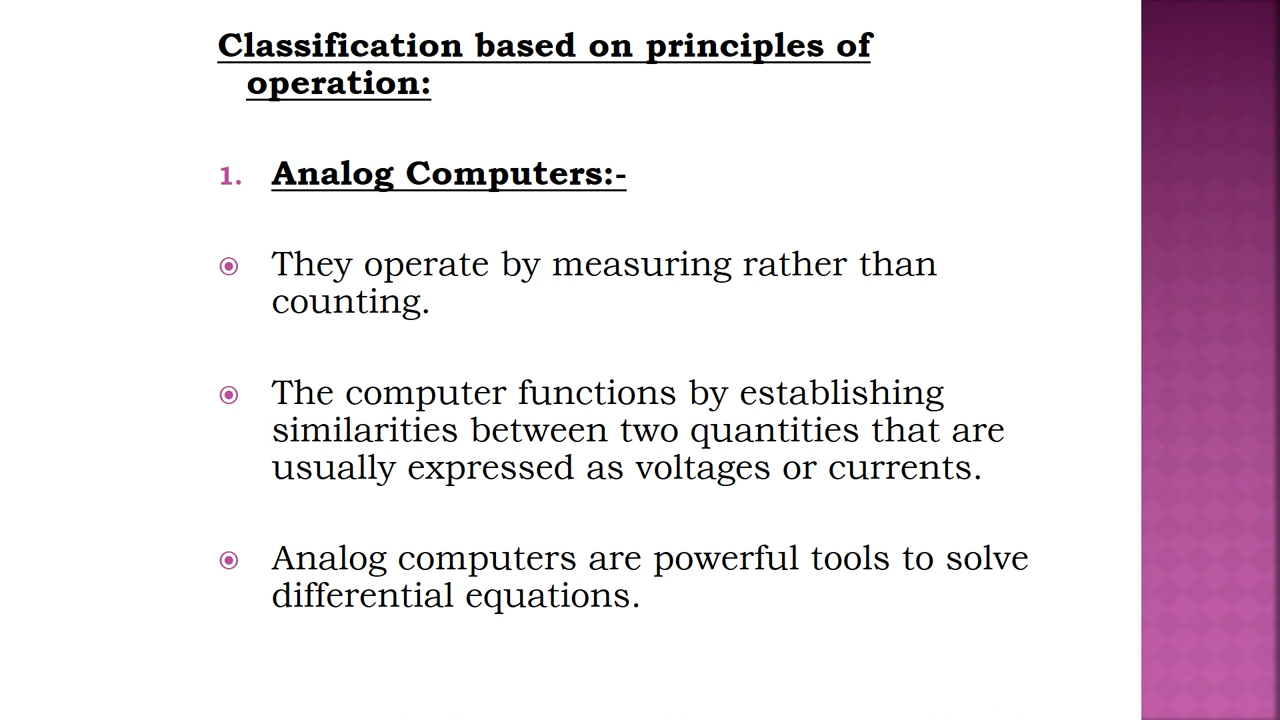 Classification based on principles of
operation:
1. Analog Computers:-
They operate by measuring rather than
counting.
The computer functions by establishing
similarities between two quantities that are
usually expressed as voltages or currents.
Analog computers are powerful tools to solve
differential equations.